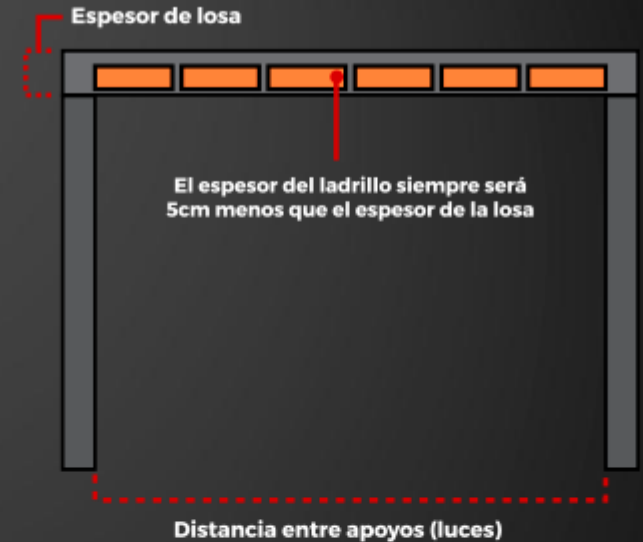 Espesor de losa
El espesor del ladrillo siempre será
5cm menos que el espesor de la losa
Distancia entre apoyos (luces)